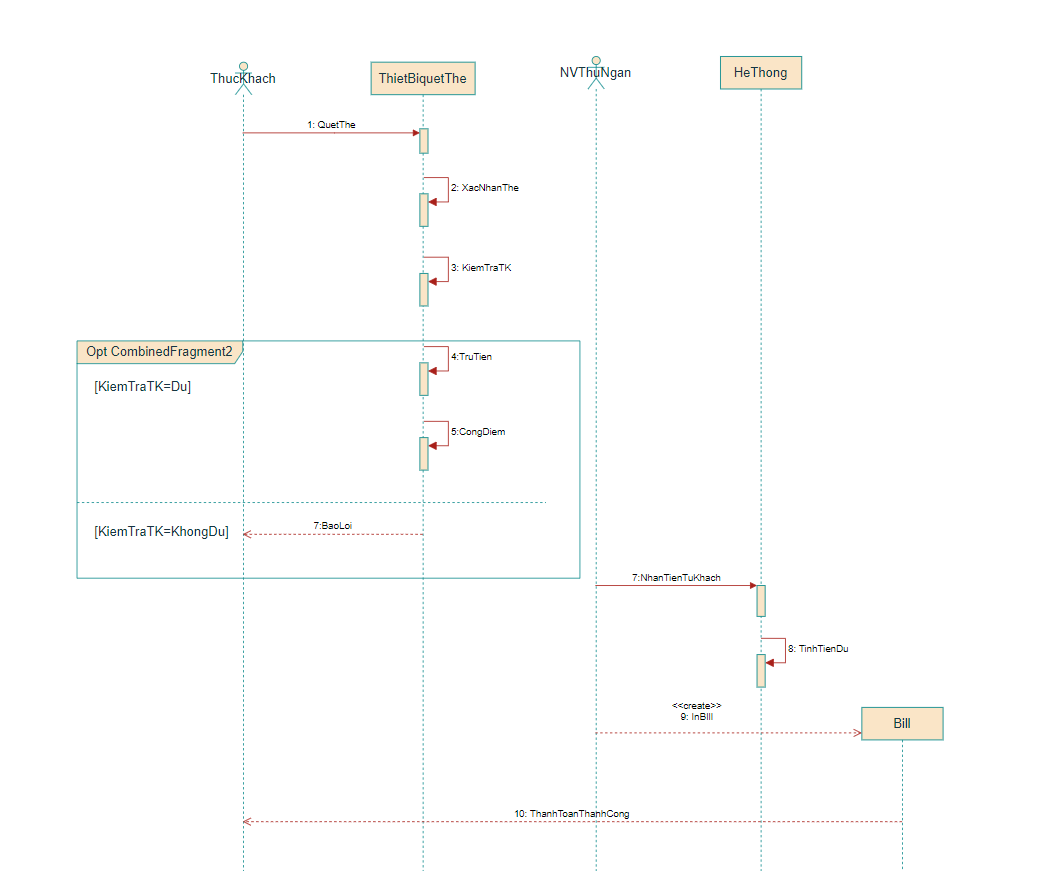 ThucKhach
ThietBiquetThe
NVThuNgan
HeThong
1: QuetThe
2: XacNhanThe
3: KiemTraTK
Opt CombinedFragment2
4:TruTien
[KiemTraTK=Du]
5:CongDiem
[KiemTraTK=KhongDu]
7:BaoLoi
7:NhanTienTuKhach
8: TinhTienDu
<<create>>
9: InBill
Bill
10: ThanhToanThanhCong